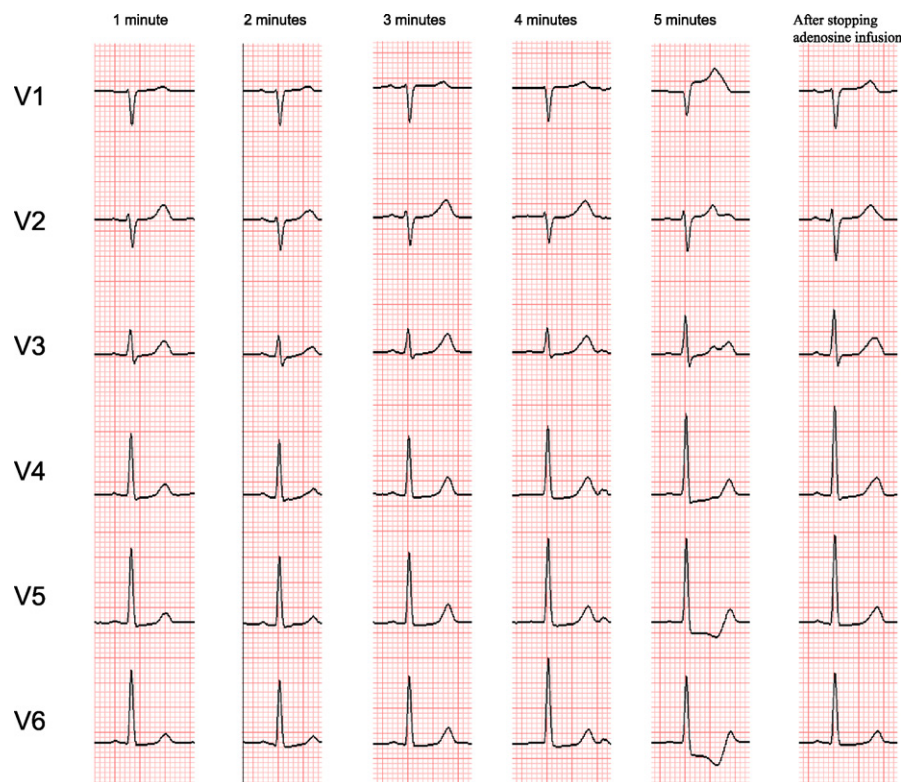 1 minute 2 minutes 3 minutes 4 minutes 5 minutes After stopping
adenosine infusion
V1
V2
V3
V4
V5
V6